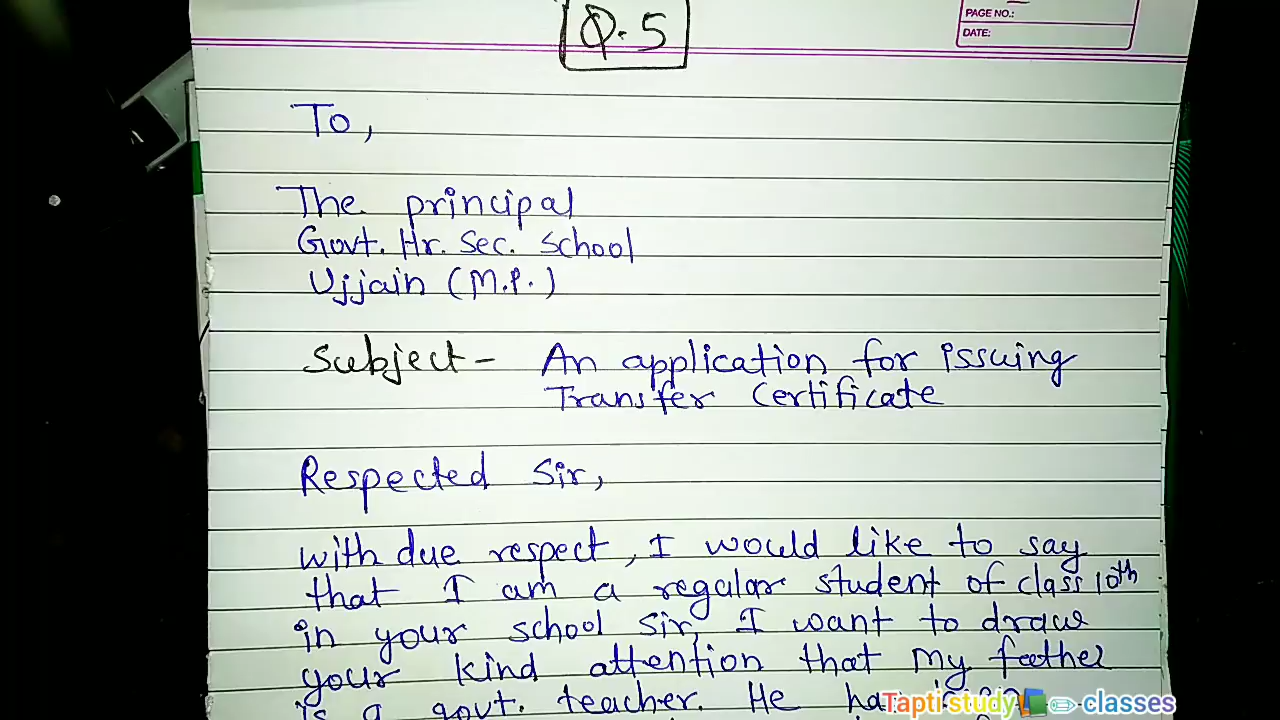 Q.5
PAGE NO.:
DATE:
To,
The principal
Govt. Hr. Sec. School
Ujjain (M.P.)
Subject - An application for issuing
Transfer Certificate
Respected Sir,
with due respect, I would like to say
that I am a regular student of class 10th
in your school sir, I want to draw
your kind attention that my father
is a govt. teacher. He has
Tapti study classes